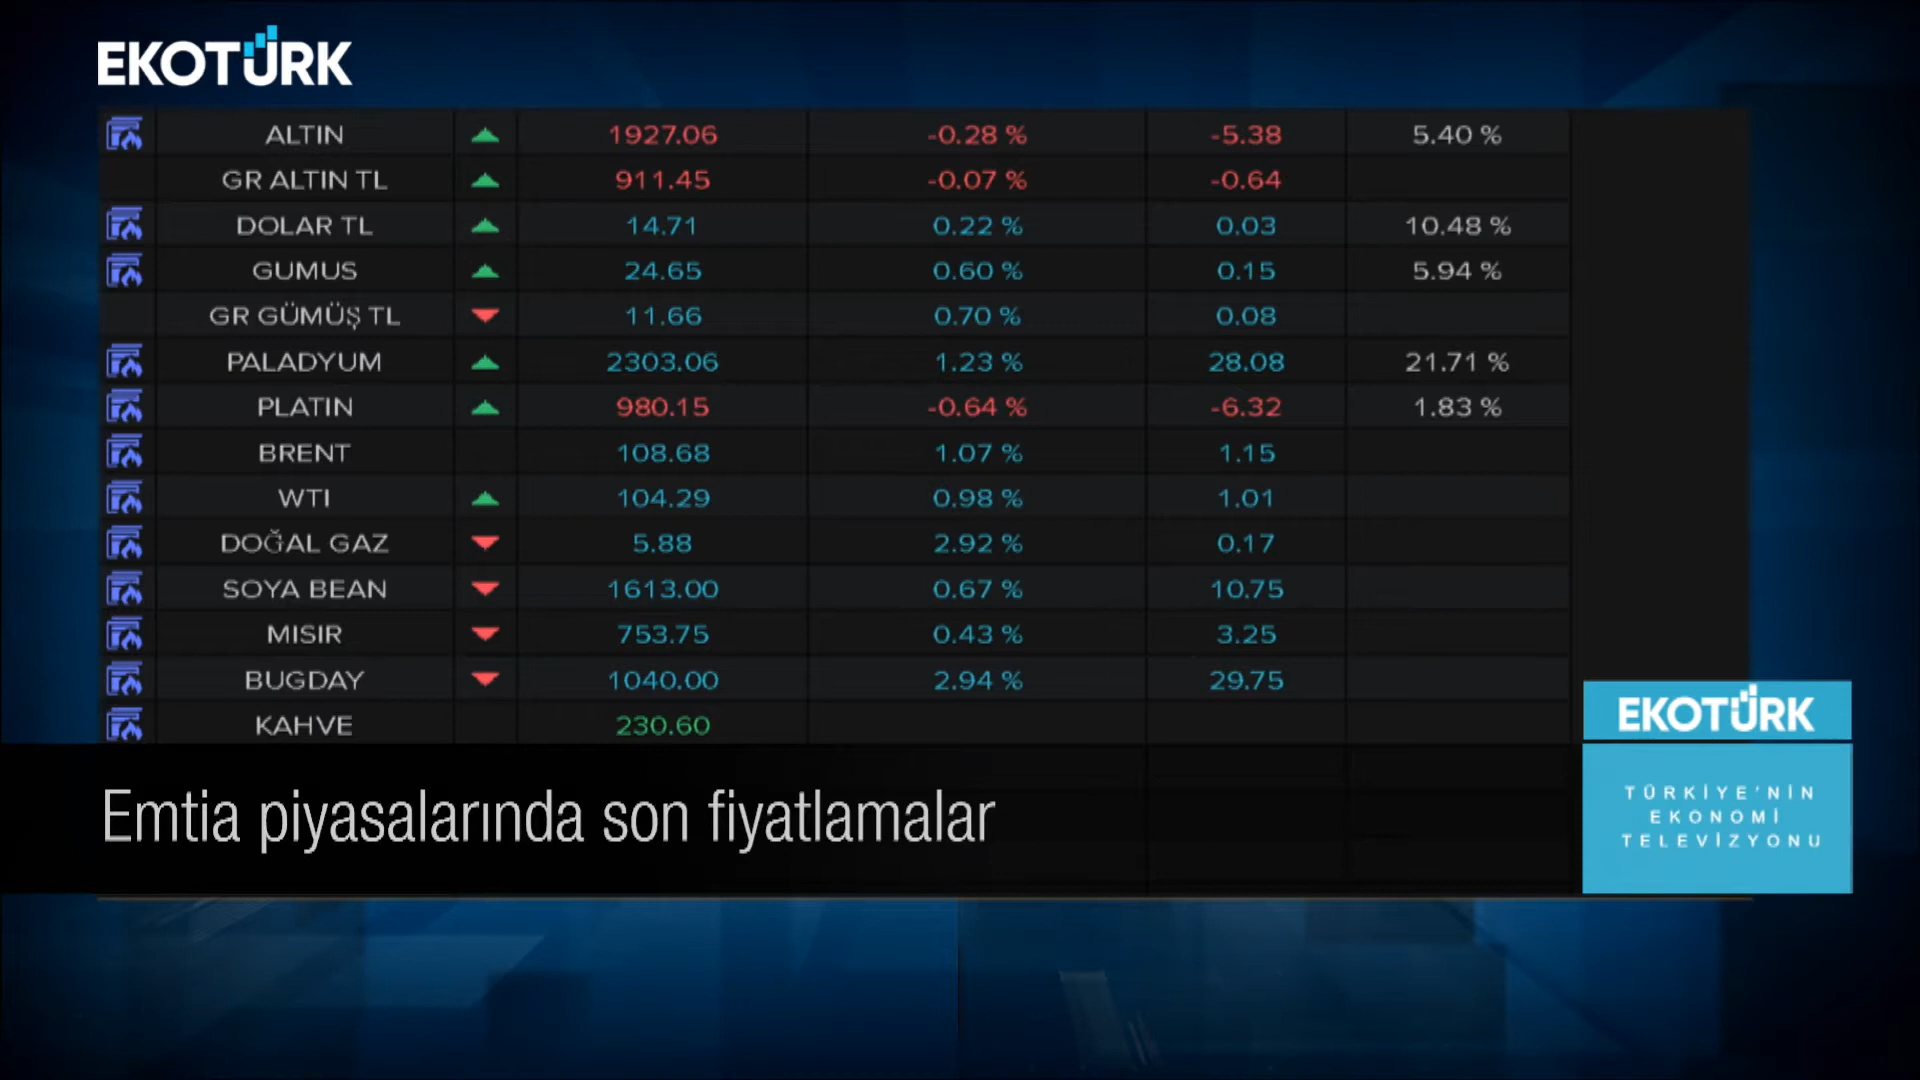 EKOTÜRK
ALTIN 1927.06 -0.28 % -5.38 5.40 %
GR ALTIN TL 911.45 -0.07 % -0.64
DOLAR TL 14.71 0.22 % 0.03 10.48 %
GUMUS 24.65 0.60 % 0.15 5.94 %
GR GÜMÜŞ TL 11.66 0.70 % 0.08
PALADYUM 2303.06 1.23 % 28.08 21.71 %
PLATIN 980.15 -0.64 % -6.32 1.83 %
BRENT 108.68 1.07 % 1.15
WTI 104.29 0.98 % 1.01
DOĞAL GAZ 5.88 2.92 % 0.17
SOYA BEAN 1613.00 0.67 % 10.75
MISIR 753.75 0.43 % 3.25
BUGDAY 1040.00 2.94 % 29.75
KAHVE 230.60
EKOTÜRK
Emtia piyasalarında son fiyatlamalar
TÜRKİYE'NİN
EKONOMİ
TELEVİZYONU